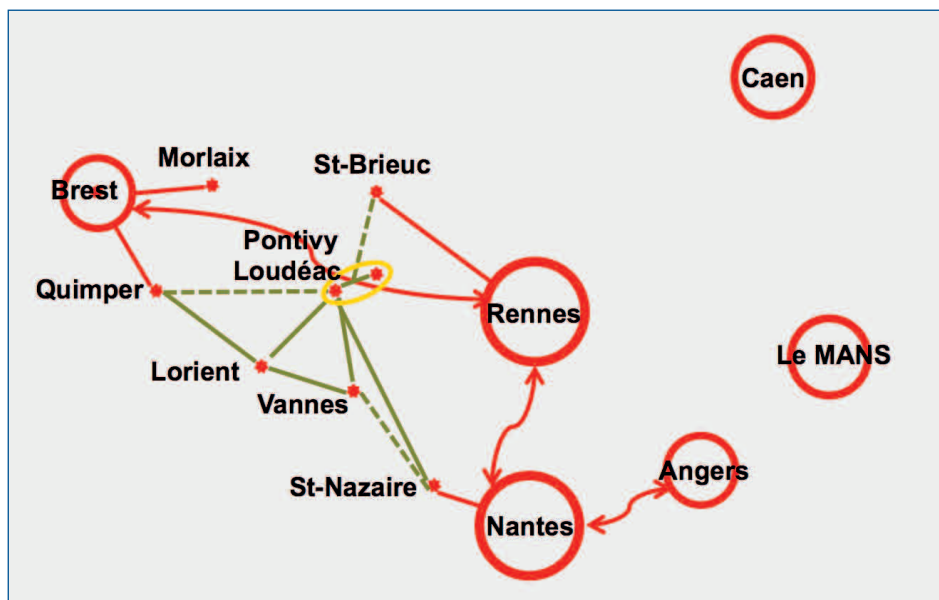 Caen
Morlaix
St-Brieuc
Brest
Pontivy
Loudéac
Quimper
Rennes
Le MANS
Lorient
Vannes
Angers
St-Nazaire
Nantes